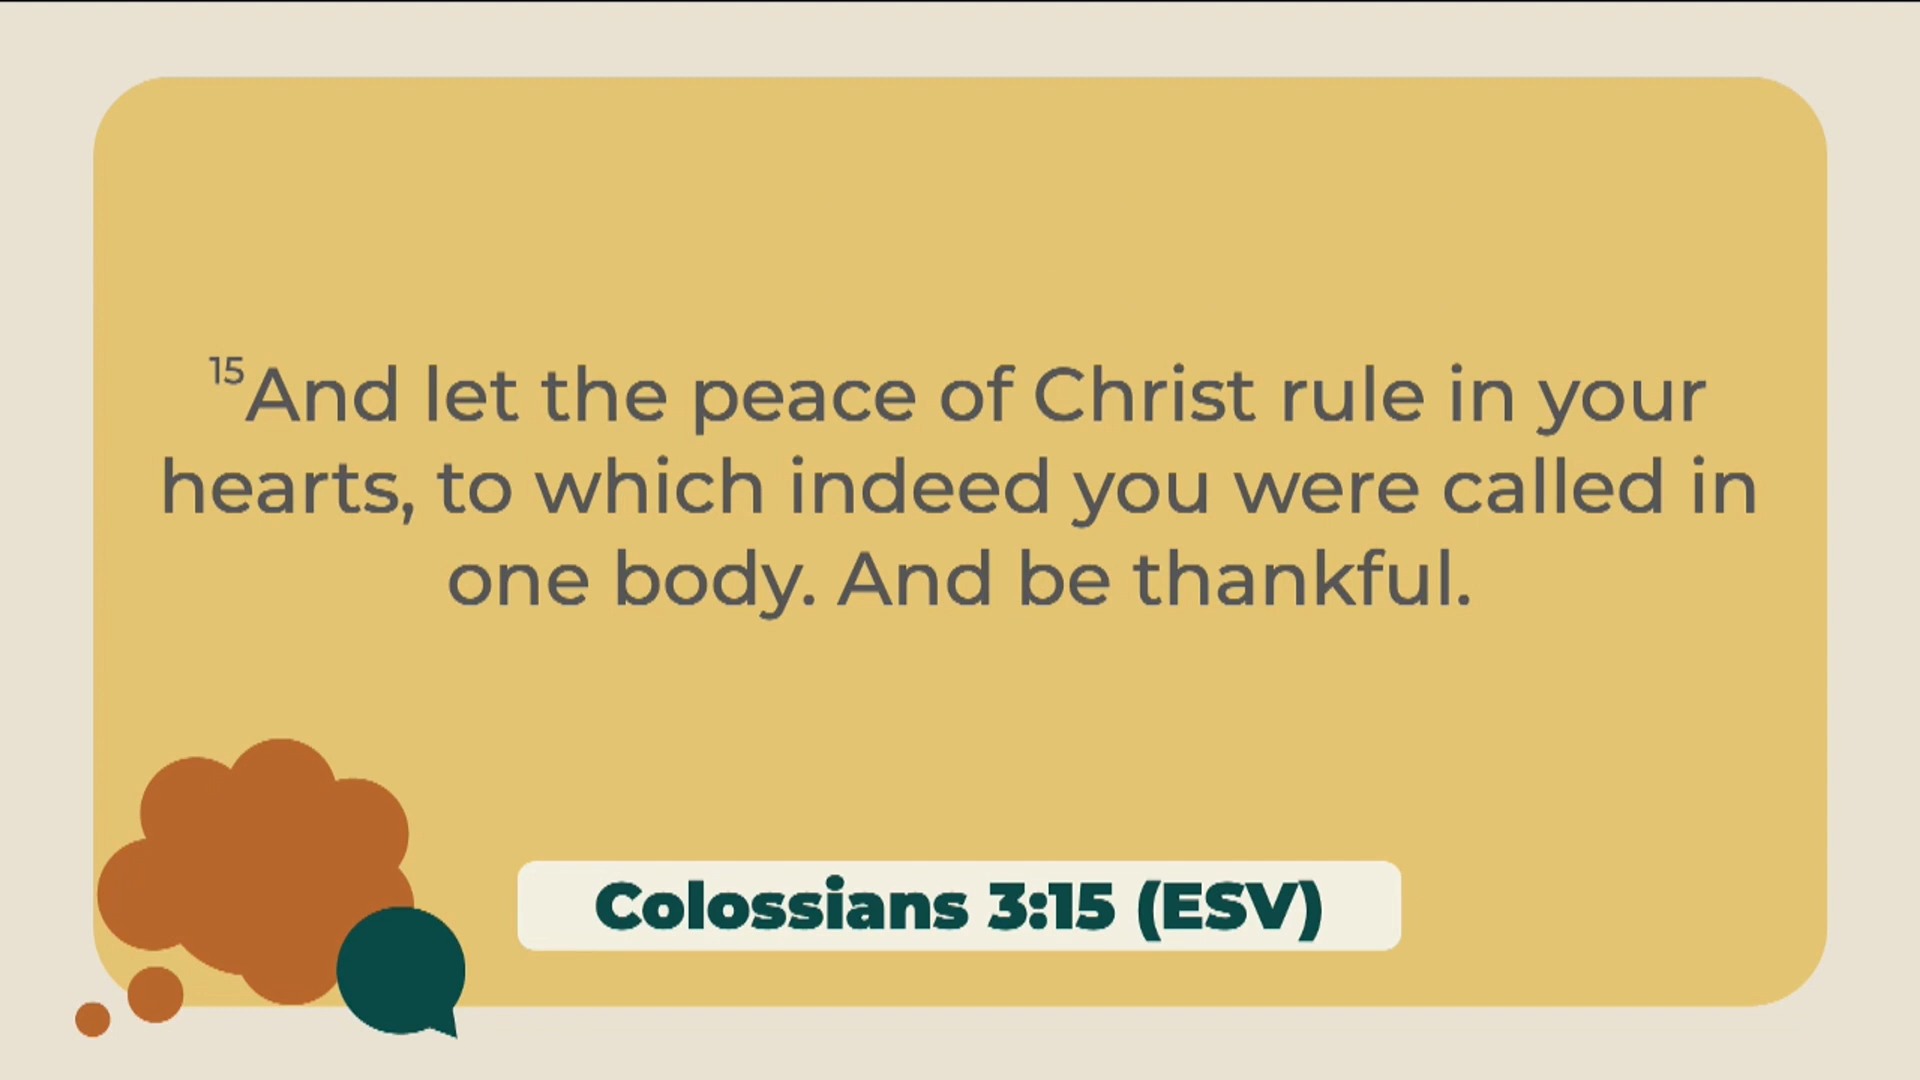 15And let the peace of Christ rule in your
hearts, to which indeed you were called in
one body. And be thankful.
Colossians 3:15 (ESV)